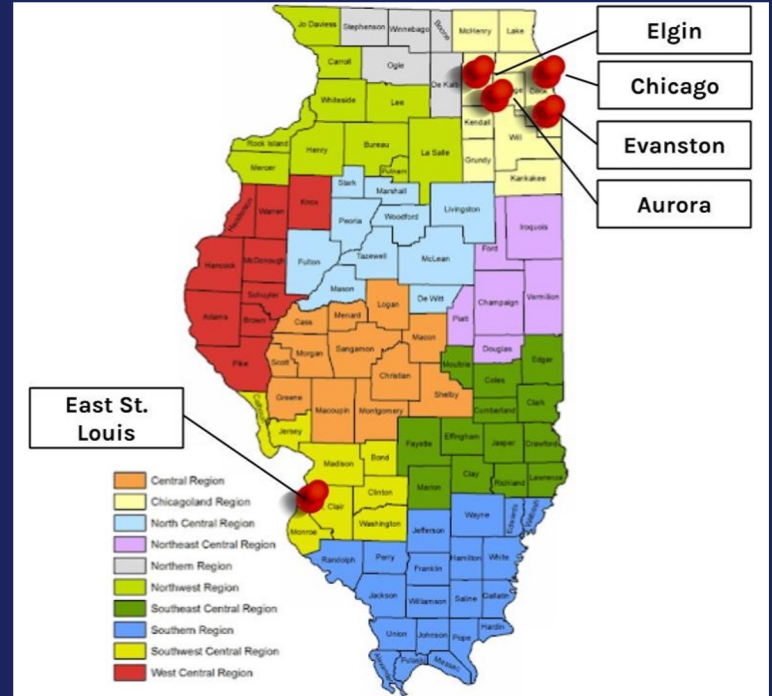 Elgin
Chicago
Evanston
Aurora
East St.
Louis
Jo Daviess
Stephenson
Winnebago
Boone
McHenry
Lake
Carroll
Ogle
De Kalb
Whiteside
Lee
Kendall
Will
Rock Island
Henry
Bureau
La Salle
Grundy
Mercer
Putnam
Kankakee
Stark
Marshall
Henderson
Warren
Knox
Peoria
Woodford
Livingston
Iroquois
Ford
Hancock
McDonough
Fulton
Tazewell
McLean
Mason
De Witt
Champaign
Vermilion
Schuyler
Adams
Brown
Cass
Menard
Logan
Piatt
Macon
Pike
Scott
Morgan
Sangamon
Christian
Moultrie
Douglas
Edgar
Coles
Greene
Macoupin
Montgomery
Shelby
Cumberland
Clark
Calhoun
Jersey
Fayette
Effingham
Jasper
Crawford
Madison
Bond
Clay
Richland
Lawrence
Marion
Clair
Clinton
Monroe
Washington
Jefferson
Wayne
Edwards
Wabash
Randolph
Perry
Franklin
Hamilton
White
Jackson
Williamson
Saline
Gallatin
Union
Johnson
Pope
Hardin
Alexander
Pulaski
Massac
Central Region
Chicagoland Region
North Central Region
Northeast Central Region
Northern Region
Northwest Region
Southeast Central Region
Southern Region
Southwest Central Region
West Central Region